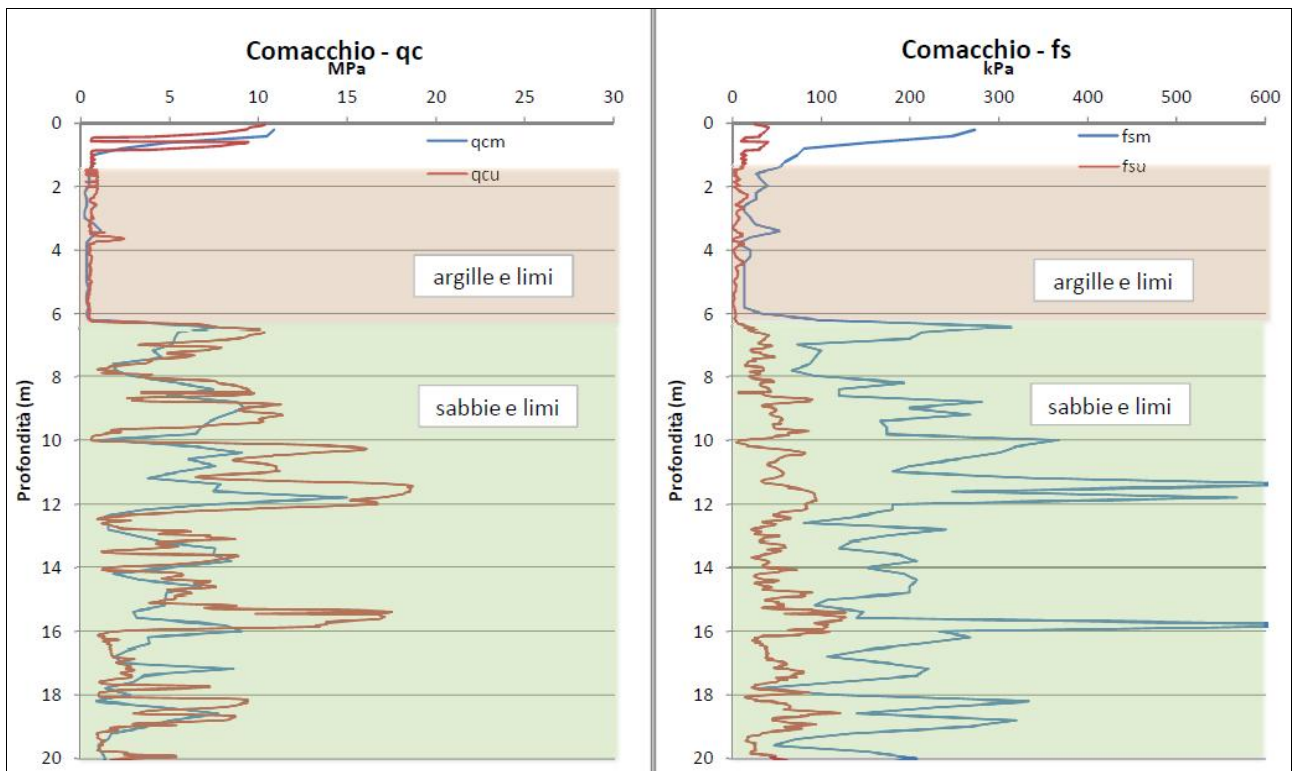 Comacchio - qc
MPa
0 5 10 15 20 25 30
0
2
4
6
8
10
12
14
16
18
20
Profondità (m)
qcm
qcu
argille e limi
sabbie e limi
Comacchio - fs
kPa
0 100 200 300 400 500 600
0
2
4
6
8
10
12
14
16
18
20
Profondità (m)
fsm
fsu
argille e limi
sabbie e limi